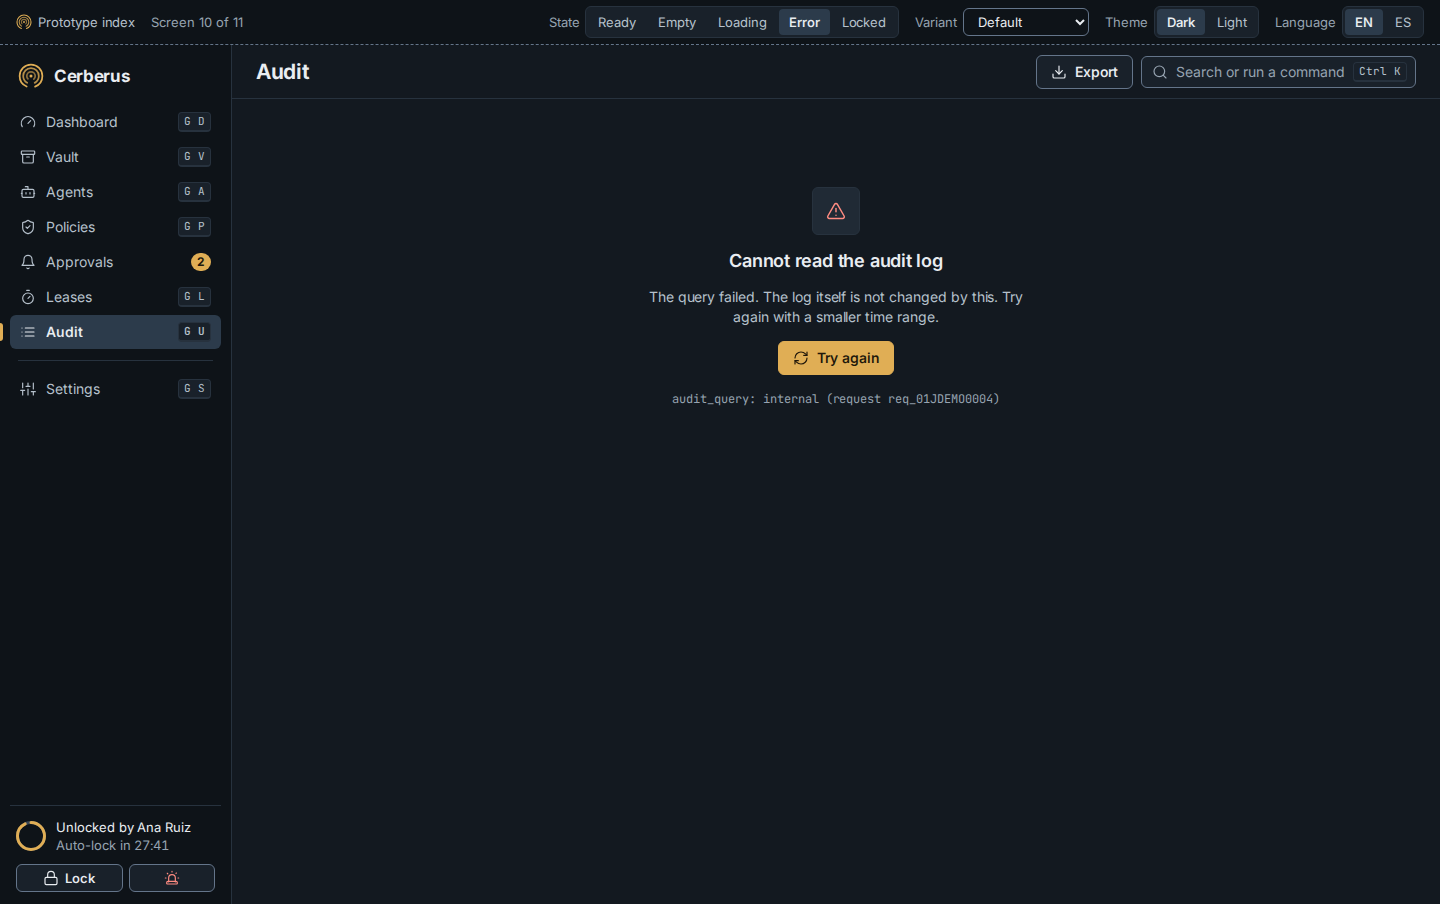 Prototype index Screen 10 of 11 State Ready Empty Loading Error Locked Variant Default Theme Dark Light Language EN ES
Cerberus
Dashboard G D
Vault G V
Agents G A
Policies G P
Approvals 2
Leases G L
Audit G U
Settings G S
Unlocked by Ana Ruiz
Auto-lock in 27:41
Lock
Audit Export Search or run a command Ctrl K
Cannot read the audit log
The query failed. The log itself is not changed by this. Try
again with a smaller time range.
Try again
audit_query: internal (request req_01JDEMO0004)